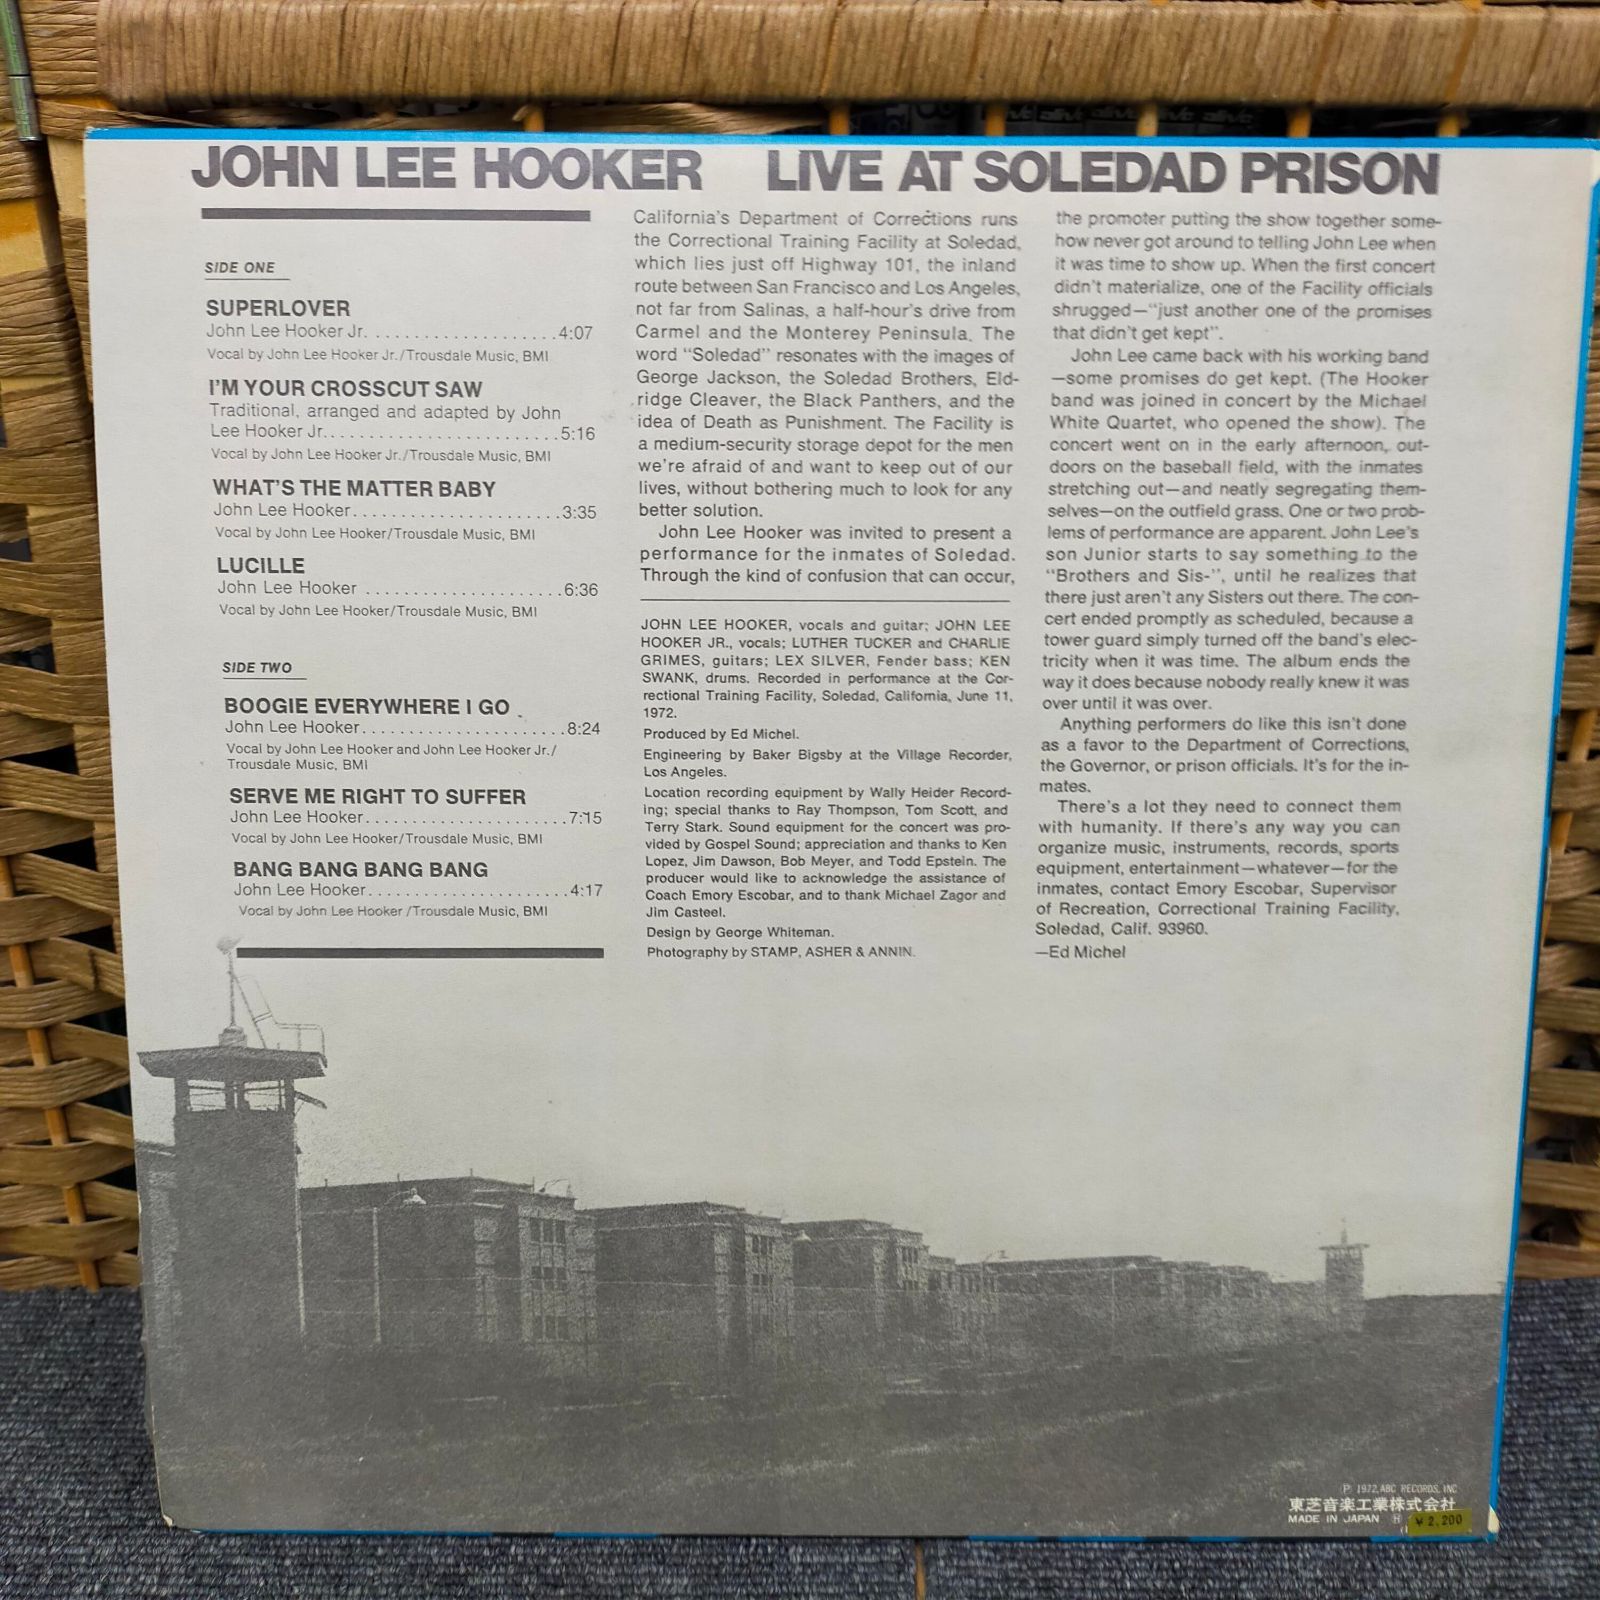 JOHN LEE HOOKER LIVE AT SOLEDAD PRISON
SIDE ONE
SUPERLOVER
John Lee Hooker Jr. . . . . . . . . . . . . . . . . . . 4:07
Vocal by John Lee Hooker Jr./Trousdale Music, BMI
I'M YOUR CROSSCUT SAW
Traditional, arranged and adapted by John
Lee Hooker Jr. . . . . . . . . . . . . . . . . . . . . . . . 5:16
Vocal by John Lee Hooker Jr./Trousdale Music, BMI
WHAT'S THE MATTER BABY
John Lee Hooker. . . . . . . . . . . . . . . . . . . . . 3:35
Vocal by John Lee Hooker/Trousdale Music, BMI
LUCILLE
John Lee Hooker . . . . . . . . . . . . . . . . . . . . 6:36
Vocal by John Lee Hooker/Trousdale Music, BMI
SIDE TWO
BOOGIE EVERYWHERE I GO
John Lee Hooker. . . . . . . . . . . . . . . . . . . . . 8:24
Vocal by John Lee Hooker and John Lee Hooker Jr./
Trousdale Music, BMI
SERVE ME RIGHT TO SUFFER
John Lee Hooker. . . . . . . . . . . . . . . . . . . . . 7:15
Vocal by John Lee Hooker/Trousdale Music, BMI
BANG BANG BANG BANG
John Lee Hooker. . . . . . . . . . . . . . . . . . . . . 4:17
Vocal by John Lee Hooker /Trousdale Music, BMI
California's Department of Corrections runs
the Correctional Training Facility at Soledad,
which lies just off Highway 101, the inland
route between San Francisco and Los Angeles,
not far from Salinas, a half-hour's drive from
Carmel and the Monterey Peninsula. The
word "Soledad" resonates with the images of
George Jackson, the Soledad Brothers, Eld-
ridge Cleaver, the Black Panthers, and the
idea of Death as Punishment. The Facility is
a medium-security storage depot for the men
we're afraid of and want to keep out of our
lives, without bothering much to look for any
better solution.
John Lee Hooker was invited to present a
performance for the inmates of Soledad.
Through the kind of confusion that can occur,
JOHN LEE HOOKER, vocals and guitar; JOHN LEE
HOOKER JR., vocals; LUTHER TUCKER and CHARLIE
GRIMES, guitars; LEX SILVER, Fender bass; KEN
SWANK, drums. Recorded in performance at the Cor-
rectional Training Facility, Soledad, California, June 11,
1972.
Produced by Ed Michel.
Engineering by Baker Bigsby at the Village Recorder,
Los Angeles.
Location recording equipment by Wally Heider Record-
ing; special thanks to Ray Thompson, Tom Scott, and
Terry Stark. Sound equipment for the concert was pro-
vided by Gospel Sound; appreciation and thanks to Ken
Lopez, Jim Dawson, Bob Meyer, and Todd Epstein. The
producer would like to acknowledge the assistance of
Coach Emory Escobar, and to thank Michael Zagor and
Jim Casteel.
Design by George Whiteman.
Photography by STAMP, ASHER & ANNIN.
the promoter putting the show together some-
how never got around to telling John Lee when
it was time to show up. When the first concert
didn't materialize, one of the Facility officials
shrugged—"just another one of the promises
that didn't get kept".
John Lee came back with his working band
—some promises do get kept. (The Hooker
band was joined in concert by the Michael
White Quartet, who opened the show). The
concert went on in the early afternoon, out-
doors on the baseball field, with the inmates
stretching out—and neatly segregating them-
selves—on the outfield grass. One or two prob-
lems of performance are apparent. John Lee's
son Junior starts to say something to the
"Brothers and Sis-", until he realizes that
there just aren't any Sisters out there. The con-
cert ended promptly as scheduled, because a
tower guard simply turned off the band's elec-
tricity when it was time. The album ends the
way it does because nobody really knew it was
over until it was over.
Anything performers do like this isn't done
as a favor to the Department of Corrections,
the Governor, or prison officials. It's for the in-
mates.
There's a lot they need to connect them
with humanity. If there's any way you can
organize music, instruments, records, sports
equipment, entertainment—whatever—for the
inmates, contact Emory Escobar, Supervisor
of Recreation, Correctional Training Facility,
Soledad, Calif. 93960.
—Ed Michel
Ⓟ 1972, ABC RECORDS, INC
東芝音楽工業株式会社
MADE IN JAPAN Ⓗ
¥2,200